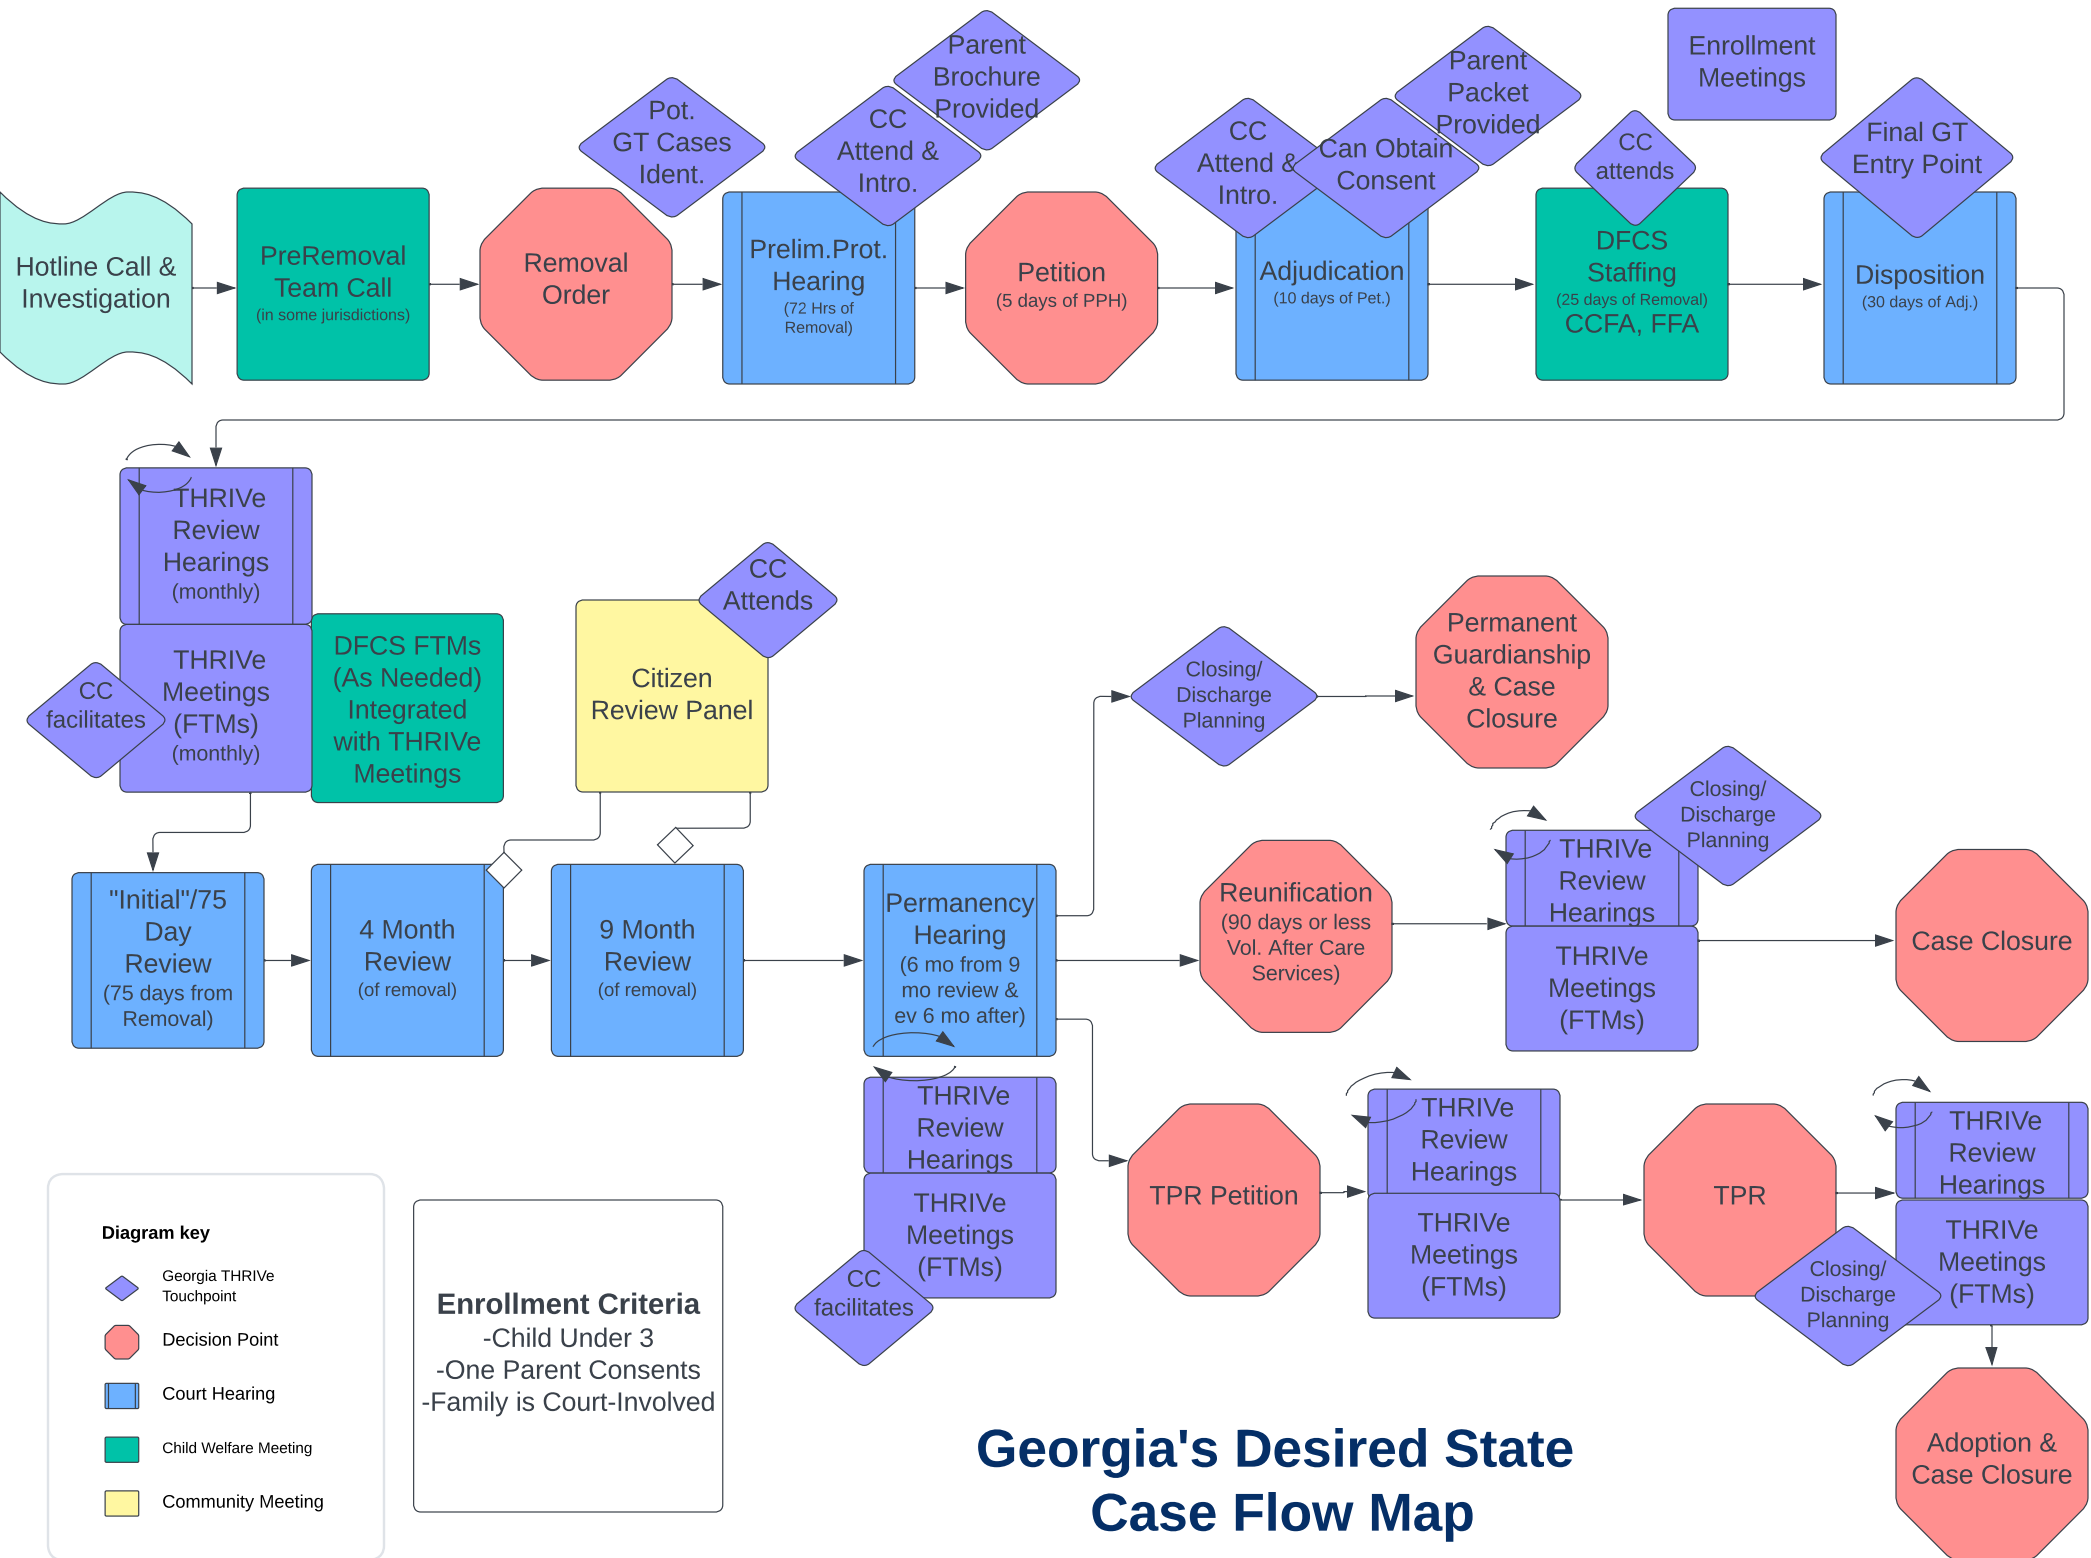 Parent
Brochure
Provided
Pot.
GT Cases
Ident.
CC
Attend &
Intro.
CC
Attend &
Intro.
Can Obtain
Consent
Parent
Packet
Provided
CC
attends
Enrollment
Meetings
Final GT
Entry Point
Hotline Call &
Investigation
PreRemoval
Team Call
(in some jurisdictions)
Removal
Order
Prelim.Prot.
Hearing
(72 Hrs of
Removal)
Petition
(5 days of PPH)
Adjudication
(10 days of Pet.)
DFCS
Staffing
(25 days of Removal)
CCFA, FFA
Disposition
(30 days of Adj.)
THRIVe
Review
Hearings
(monthly)
THRIVe
Meetings
(FTMs)
(monthly)
CC
facilitates
DFCS FTMs
(As Needed)
Integrated
with THRIVe
Meetings
CC
Attends
Citizen
Review Panel
Closing/
Discharge
Planning
Permanent
Guardianship
& Case
Closure
"Initial"/75
Day
Review
(75 days from
Removal)
4 Month
Review
(of removal)
9 Month
Review
(of removal)
Permanency
Hearing
(6 mo from 9
mo review &
ev 6 mo after)
Reunification
(90 days or less
Vol. After Care
Services)
THRIVe
Review
Hearings
THRIVe
Meetings
(FTMs)
Closing/
Discharge
Planning
Case Closure
THRIVe
Review
Hearings
THRIVe
Meetings
(FTMs)
CC
facilitates
TPR Petition
THRIVe
Review
Hearings
THRIVe
Meetings
(FTMs)
TPR
Closing/
Discharge
Planning
THRIVe
Review
Hearings
THRIVe
Meetings
(FTMs)
Adoption &
Case Closure
Diagram key
Georgia THRIVe
Touchpoint
Decision Point
Court Hearing
Child Welfare Meeting
Community Meeting
Enrollment Criteria
-Child Under 3
-One Parent Consents
-Family is Court-Involved
Georgia's Desired State
Case Flow Map